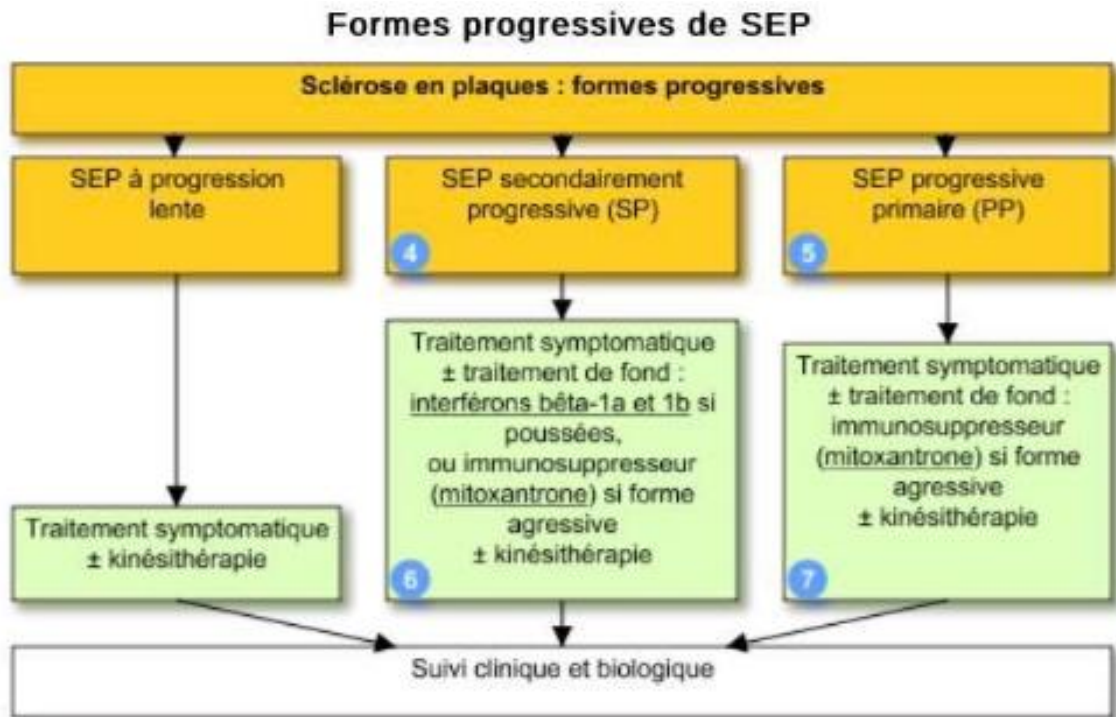 Formes progressives de SEP
Sclérose en plaques : formes progressives
SEP à progression
lente
SEP secondairement
progressive (SP)
4
SEP progressive
primaire (PP)
5
Traitement symptomatique
± kinésithérapie
Traitement symptomatique
± traitement de fond :
interférons bêta-1a et 1b si
poussées,
ou immunosuppresseur
(mitoxantrone) si forme
agressive
± kinésithérapie
6
Traitement symptomatique
± traitement de fond :
immunosuppresseur
(mitoxantrone) si forme
agressive
± kinésithérapie
7
Suivi clinique et biologique